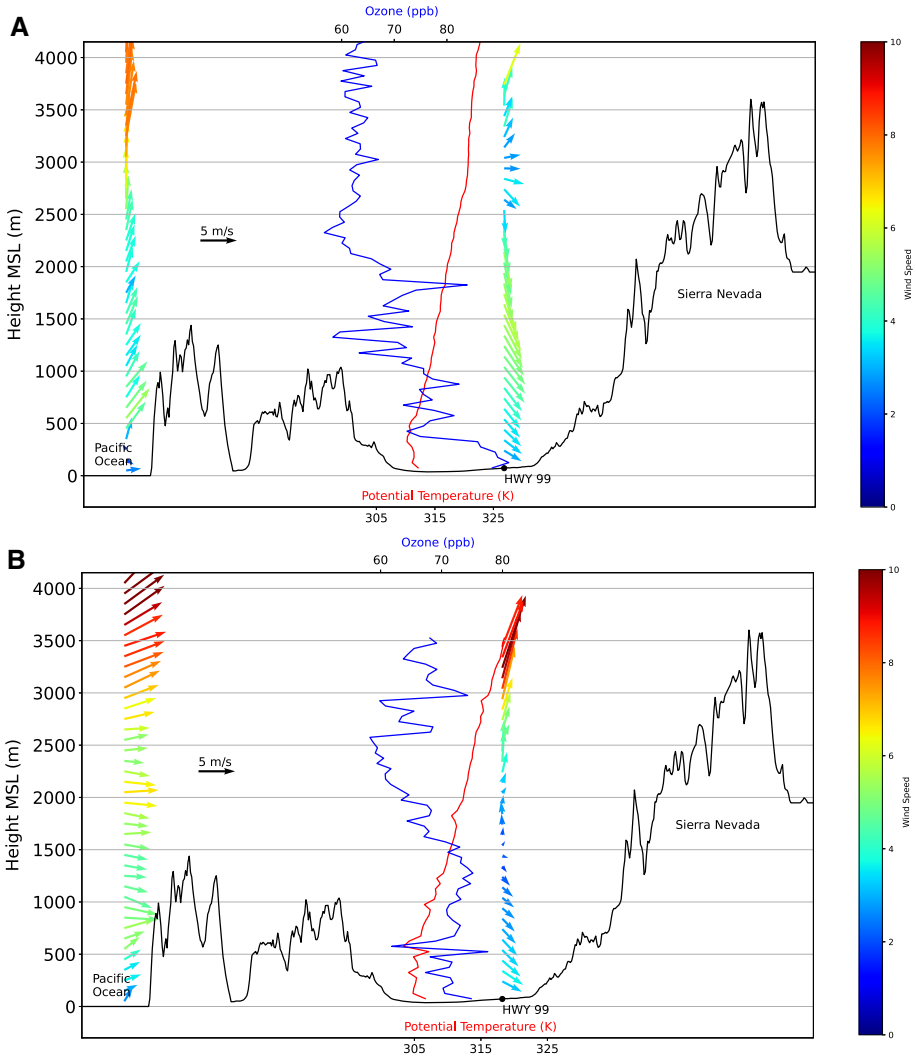 A
Ozone (ppb)
60 70 80
Height MSL (m)
4000
3500
3000
2500
2000
1500
1000
500
0
5 m/s
Sierra Nevada
Pacific
Ocean
HWY 99
Potential Temperature (K)
305 315 325
10
8
6
4
2
0
Wind Speed
B
Ozone (ppb)
60 70 80
Height MSL (m)
4000
3500
3000
2500
2000
1500
1000
500
0
5 m/s
Sierra Nevada
Pacific
Ocean
HWY 99
Potential Temperature (K)
305 315 325
10
8
6
4
2
0
Wind Speed